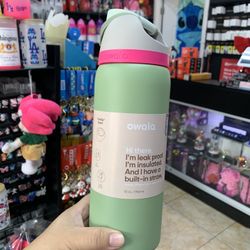 owala
Hi there.
I'm leak proof.
I'm insulated.
And I have a
built-in straw.